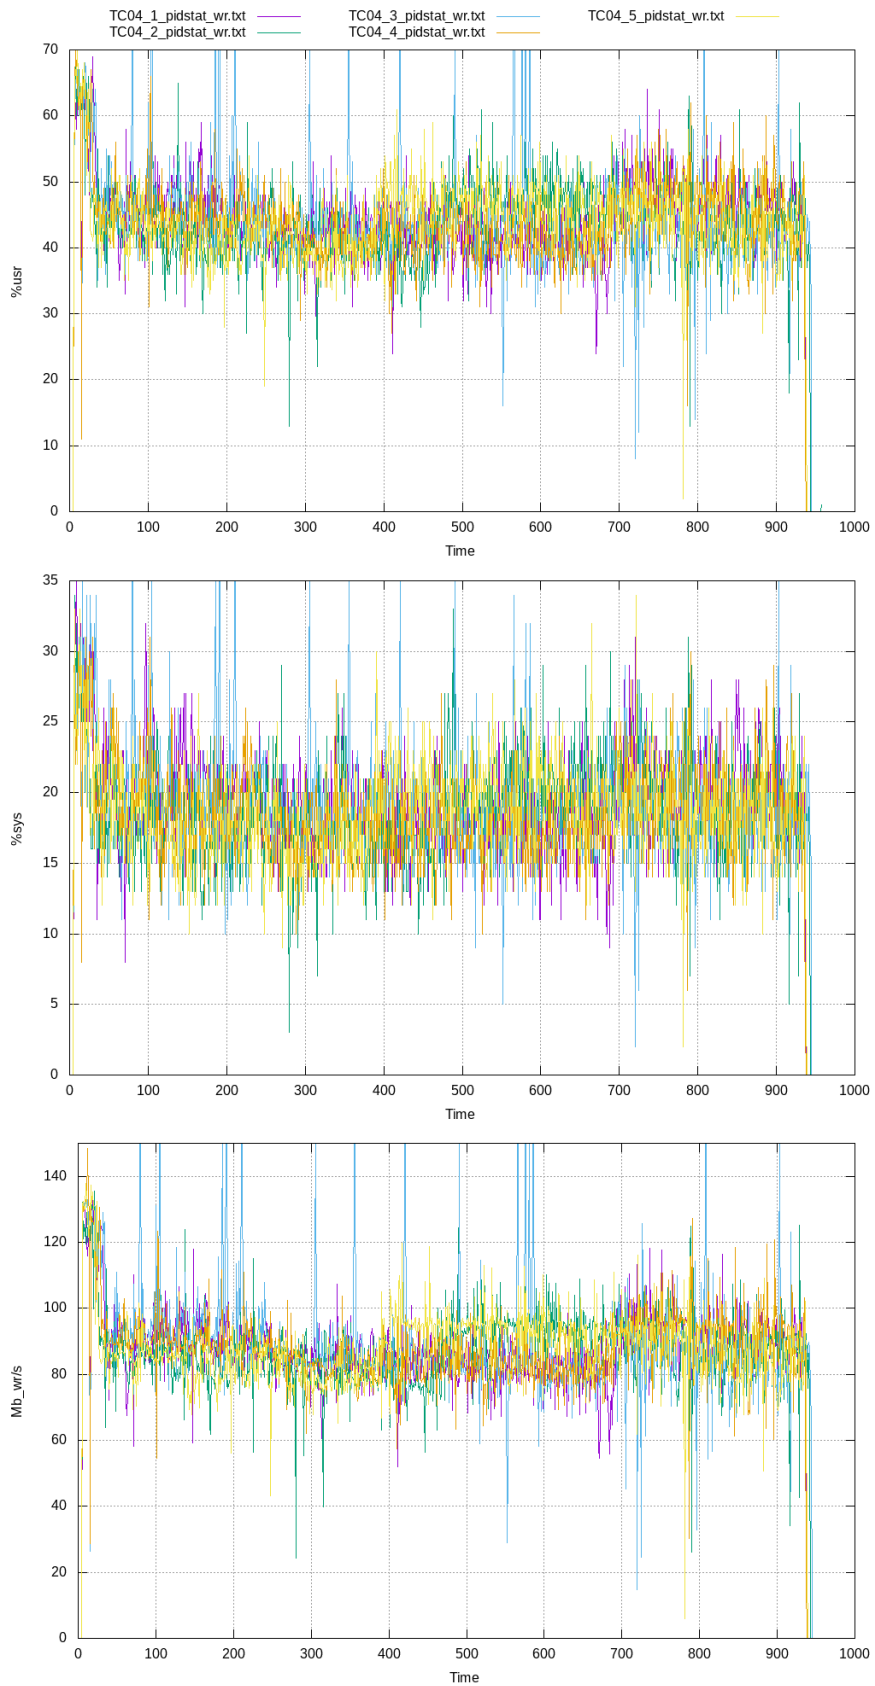 TC04_1_pidstat_wr.txt TC04_3_pidstat_wr.txt TC04_5_pidstat_wr.txt
TC04_2_pidstat_wr.txt TC04_4_pidstat_wr.txt
70
60
50
40
30
20
10
0
%usr
0 100 200 300 400 500 600 700 800 900 1000
Time
35
30
25
20
15
10
5
0
%sys
0 100 200 300 400 500 600 700 800 900 1000
Time
140
120
100
80
60
40
20
0
Mb_wr/s
0 100 200 300 400 500 600 700 800 900 1000
Time